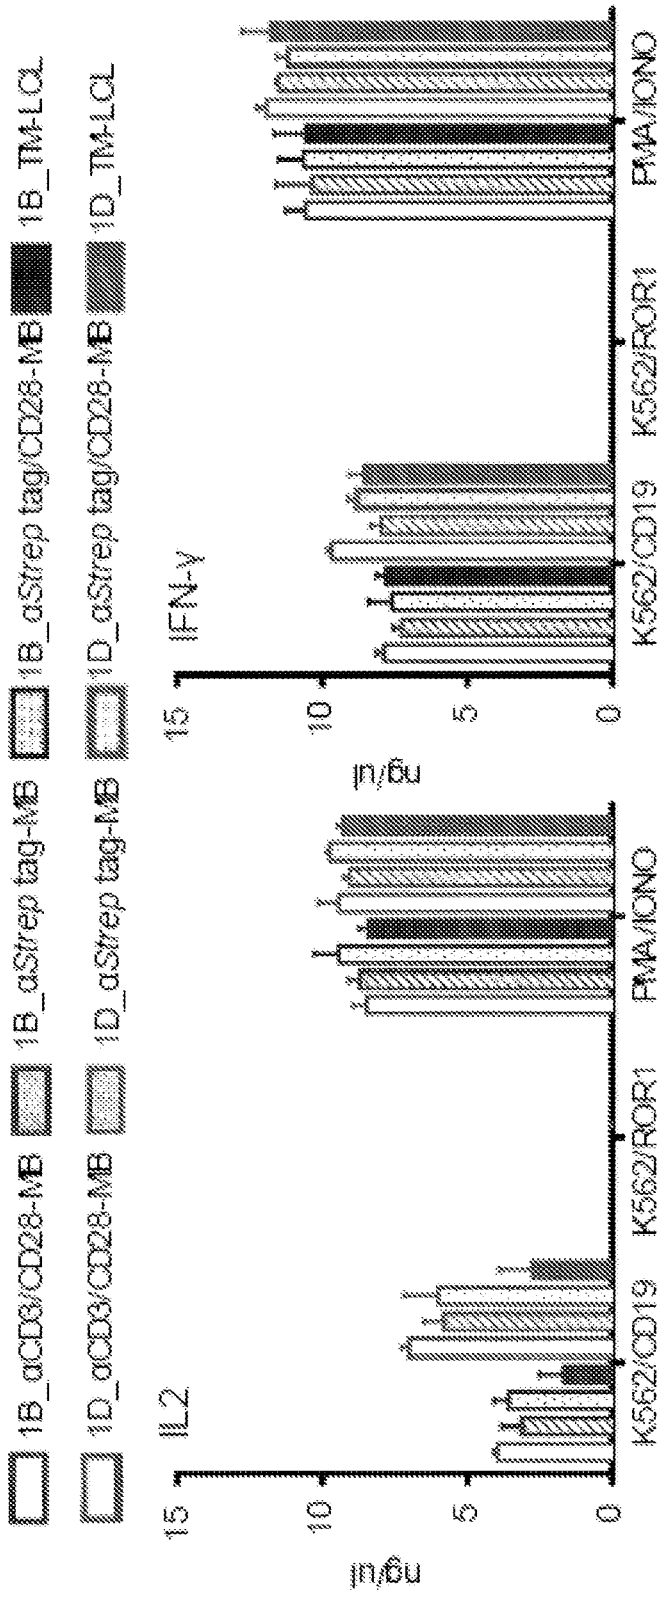 1B_αCD3/CD28-MB 1B_αStrep tag-MB 1B_αStrep tag/CD28-MB 1B_TM-LCL
1D_αCD3/CD28-MB 1D_αStrep tag-MB 1D_αStrep tag/CD28-MB 1D_TM-LCL
IL2
ng/ul
15
10
5
0
K562/CD19 K562/ROR1 PMA/IONO
IFN-γ
ng/ul
15
10
5
0
K562/CD19 K562/ROR1 PMA/IONO